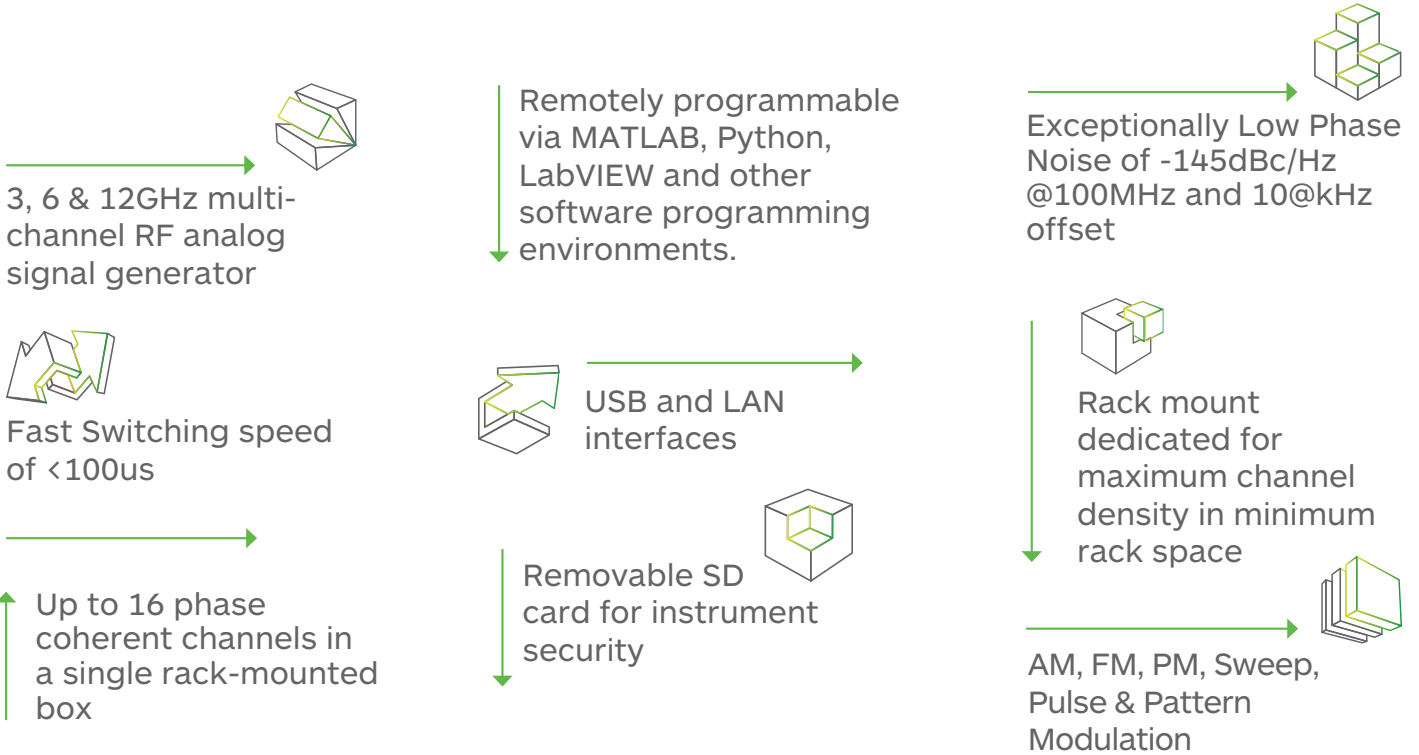 3, 6 & 12GHz multi-
channel RF analog
signal generator
Fast Switching speed
of <100us
Up to 16 phase
coherent channels in
a single rack-mounted
box
Remotely programmable
via MATLAB, Python,
LabVIEW and other
software programming
environments.
USB and LAN
interfaces
Removable SD
card for instrument
security
Exceptionally Low Phase
Noise of -145dBc/Hz
@100MHz and 10@kHz
offset
Rack mount
dedicated for
maximum channel
density in minimum
rack space
AM, FM, PM, Sweep,
Pulse & Pattern
Modulation